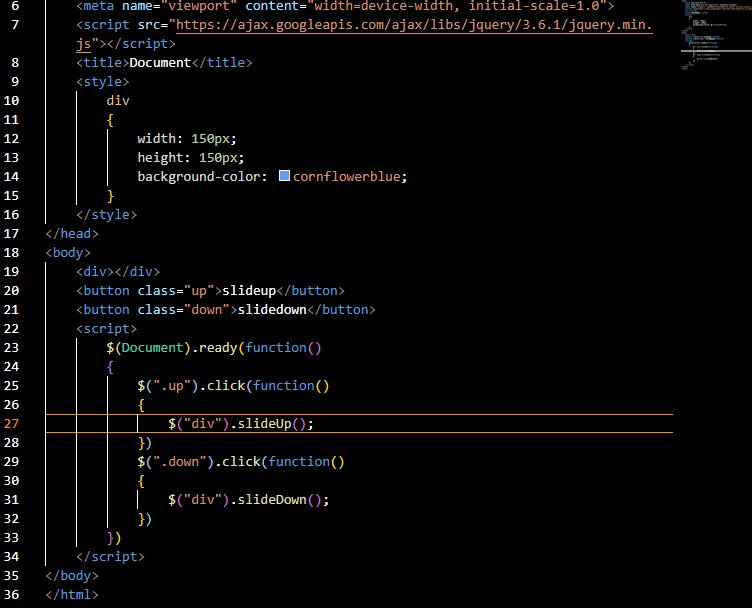 6 <meta name="viewport" content="width=device-width, initial-scale=1.0">
7 <script src="https://ajax.googleapis.com/ajax/libs/jquery/3.6.1/jquery.min.
js"></script>
8 <title>Document</title>
9 <style>
10 div
11 {
12 width: 150px;
13 height: 150px;
14 background-color: cornflowerblue;
15 }
16 </style>
17 </head>
18 <body>
19 <div></div>
20 <button class="up">slideup</button>
21 <button class="down">slidedown</button>
22 <script>
23 $(Document).ready(function()
24 {
25 $(".up").click(function()
26 {
27 $("div").slideUp();
28 })
29 $(".down").click(function()
30 {
31 $("div").slideDown();
32 })
33 })
34 </script>
35 </body>
36 </html>